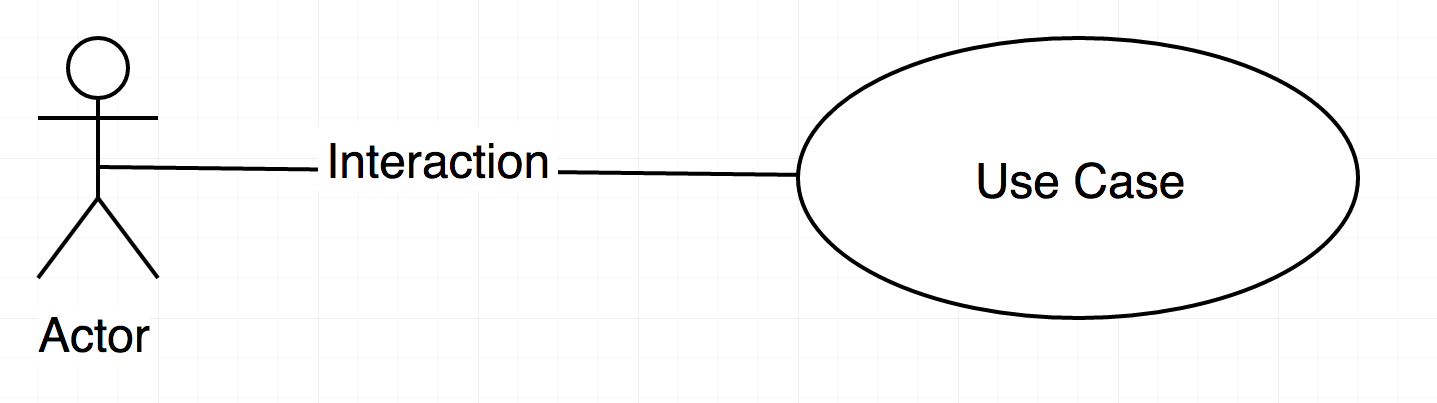 Interaction
Use Case
Actor